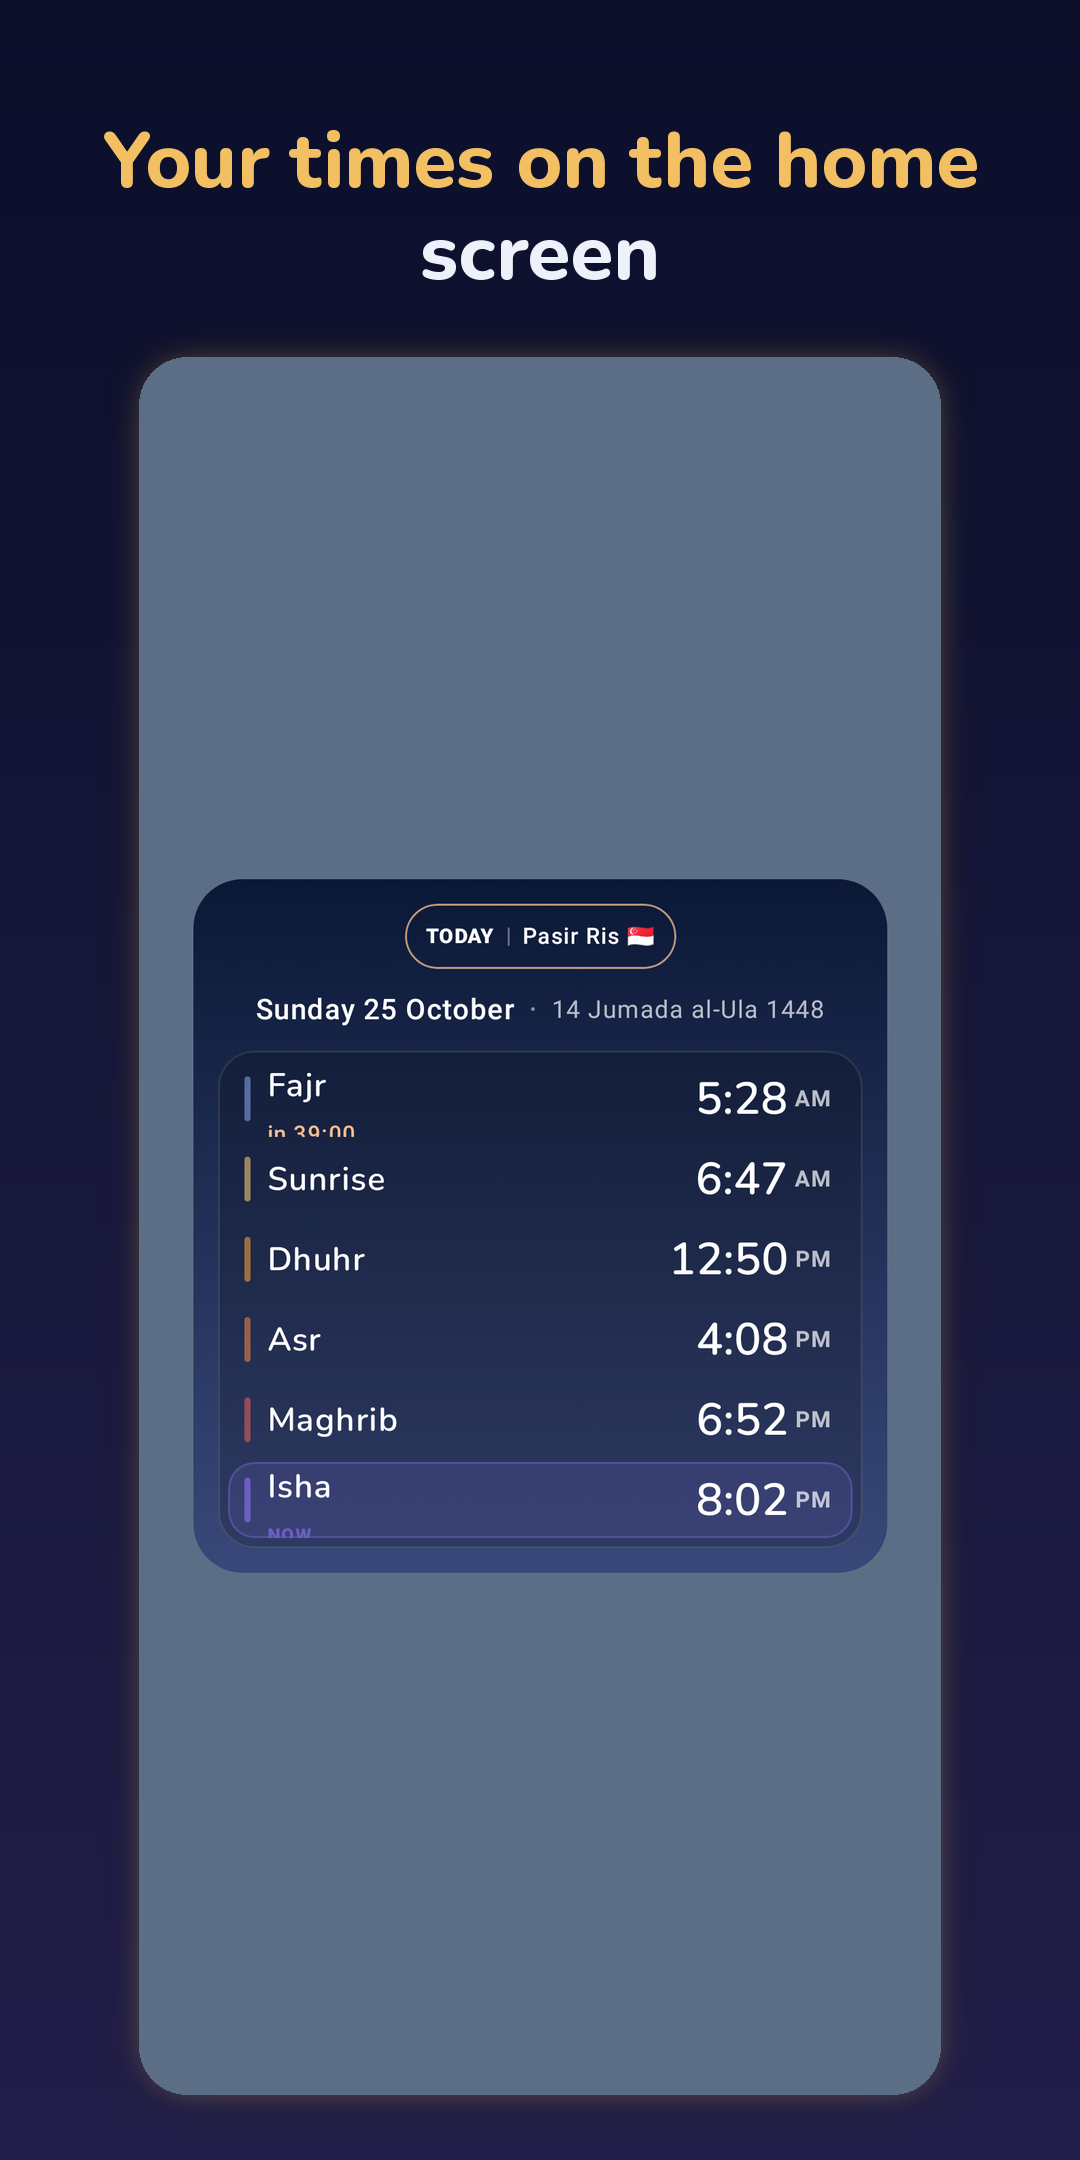 Your times on the home
screen
TODAY | Pasir Ris 🇸🇬
Sunday 25 October · 14 Jumada al-Ula 1448
Fajr 5:28 AM
in 39:00
Sunrise 6:47 AM
Dhuhr 12:50 PM
Asr 4:08 PM
Maghrib 6:52 PM
Isha 8:02 PM
NOW